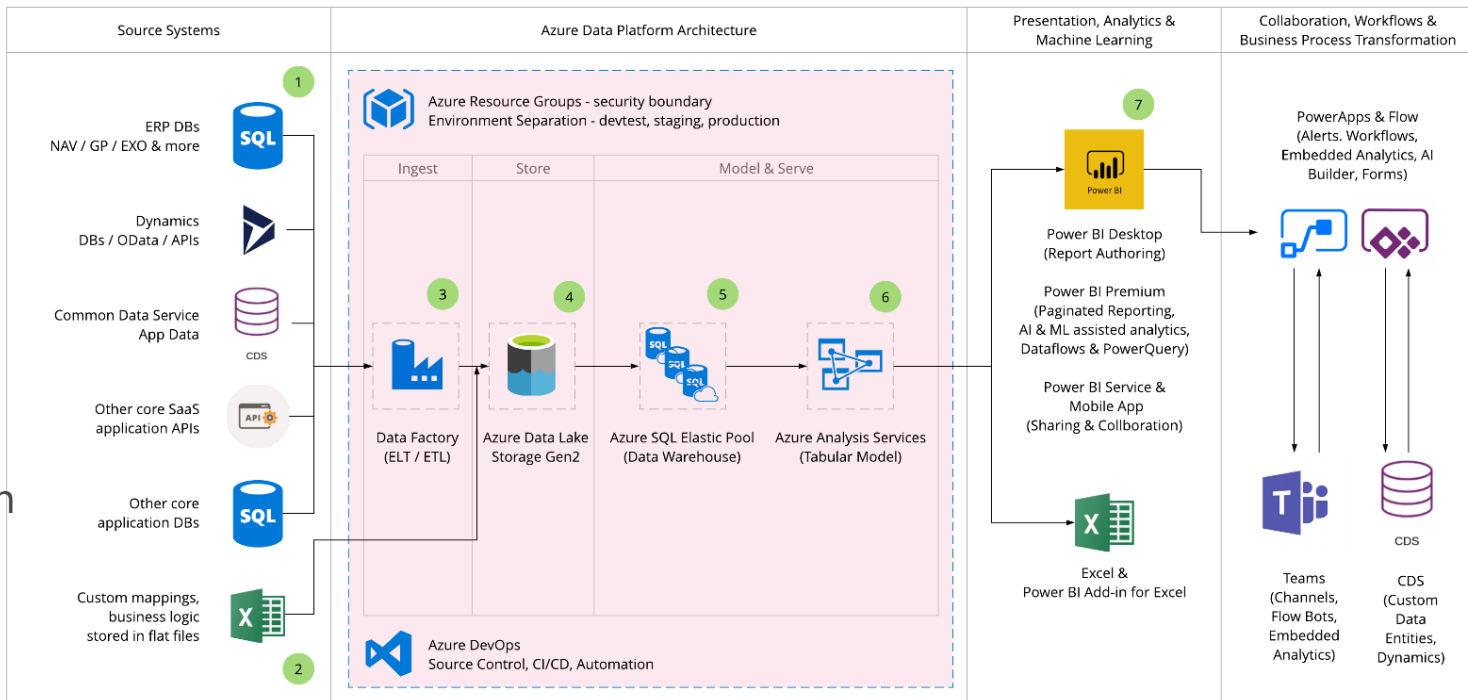 Source Systems
Azure Data Platform Architecture
Presentation, Analytics &
Machine Learning
Collaboration, Workflows &
Business Process Transformation
1
ERP DBs
NAV / GP / EXO & more
SQL
Dynamics
DBs / OData / APIs
Common Data Service
App Data
CDS
Other core SaaS
application APIs
API
n
Other core
application DBs
SQL
Custom mappings,
business logic
stored in flat files
X
2
Azure Resource Groups - security boundary
Environment Separation - devtest, staging, production
Ingest
Store
Model & Serve
3
4
5
6
SQL
SQL
SQL
Data Factory
(ELT / ETL)
Azure Data Lake
Storage Gen2
Azure SQL Elastic Pool
(Data Warehouse)
Azure Analysis Services
(Tabular Model)
Azure DevOps
Source Control, CI/CD, Automation
7
Power BI
Power BI Desktop
(Report Authoring)
Power BI Premium
(Paginated Reporting,
AI & ML assisted analytics,
Dataflows & PowerQuery)
Power BI Service &
Mobile App
(Sharing & Collboration)
X
Excel &
Power BI Add-in for Excel
PowerApps & Flow
(Alerts. Workflows,
Embedded Analytics, AI
Builder, Forms)
T
CDS
Teams
(Channels,
Flow Bots,
Embedded
Analytics)
CDS
(Custom
Data
Entities,
Dynamics)